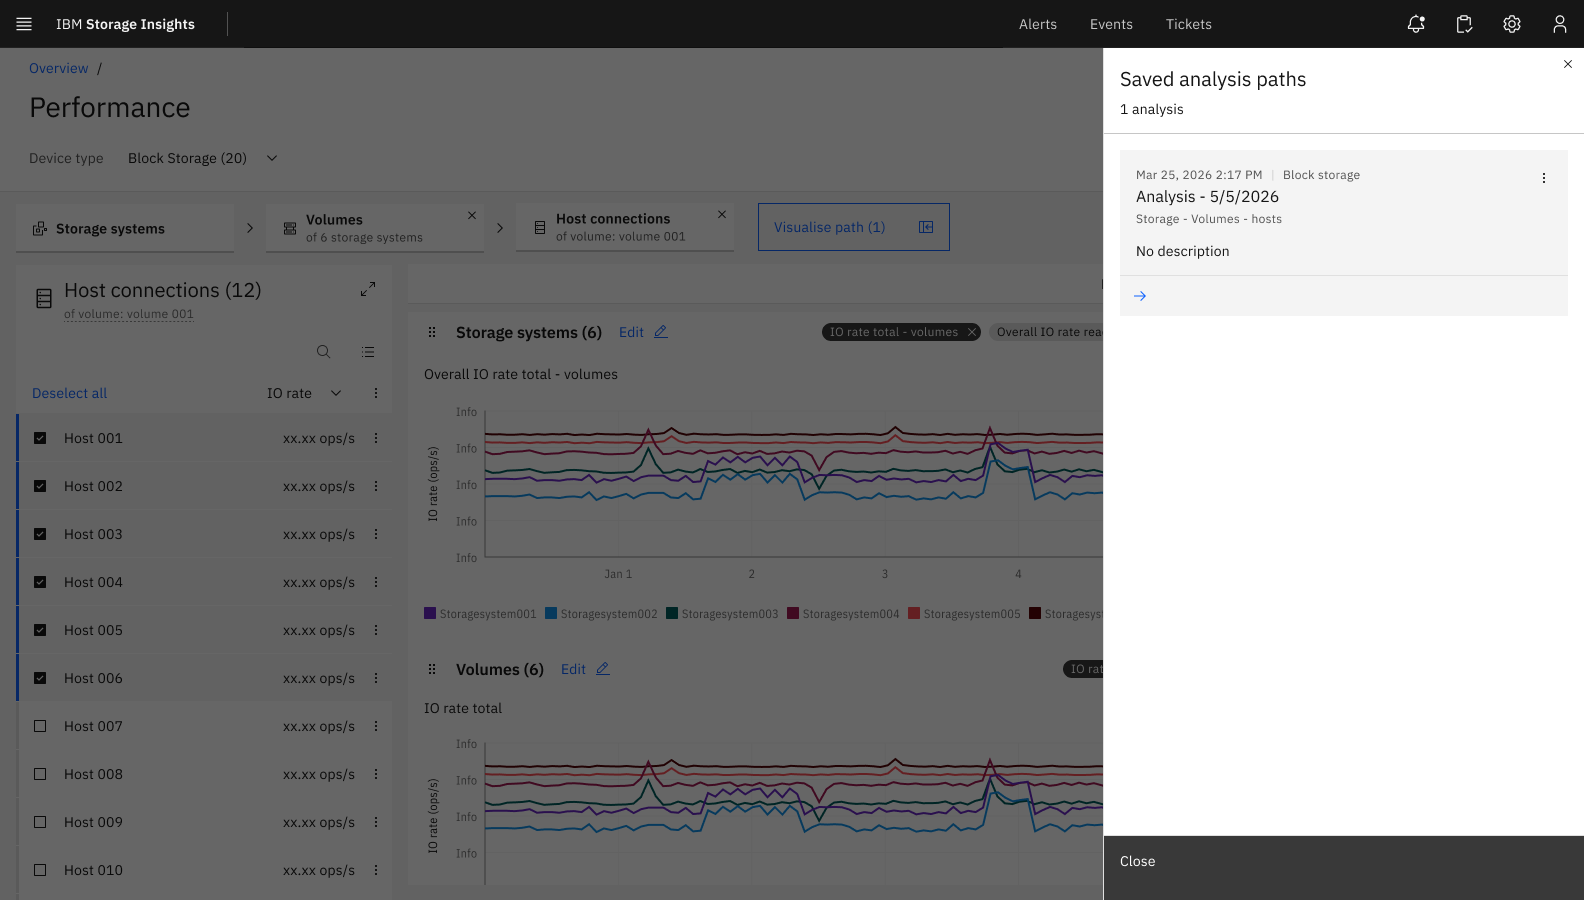 IBM Storage Insights
Alerts
Events
Tickets
Overview /
Performance
Device type Block Storage (20)
Storage systems
Volumes
of 6 storage systems
Host connections
of volume: volume 001
Visualise path (1)
Host connections (12)
of volume: volume 001
Deselect all
IO rate
Host 001 xx.xx ops/s
Host 002 xx.xx ops/s
Host 003 xx.xx ops/s
Host 004 xx.xx ops/s
Host 005 xx.xx ops/s
Host 006 xx.xx ops/s
Host 007 xx.xx ops/s
Host 008 xx.xx ops/s
Host 009 xx.xx ops/s
Host 010 xx.xx ops/s
Storage systems (6) Edit
IO rate total - volumes
Overall IO rate rea
Overall IO rate total - volumes
IO rate (ops/s)
Info
Info
Info
Info
Info
Jan 1 2 3 4
Storagesystem001 Storagesystem002 Storagesystem003 Storagesystem004 Storagesystem005 Storagesyst
Volumes (6) Edit
IO rat
IO rate total
IO rate (ops/s)
Info
Info
Info
Info
Saved analysis paths
1 analysis
Mar 25, 2026 2:17 PM | Block storage
Analysis - 5/5/2026
Storage - Volumes - hosts
No description
Close